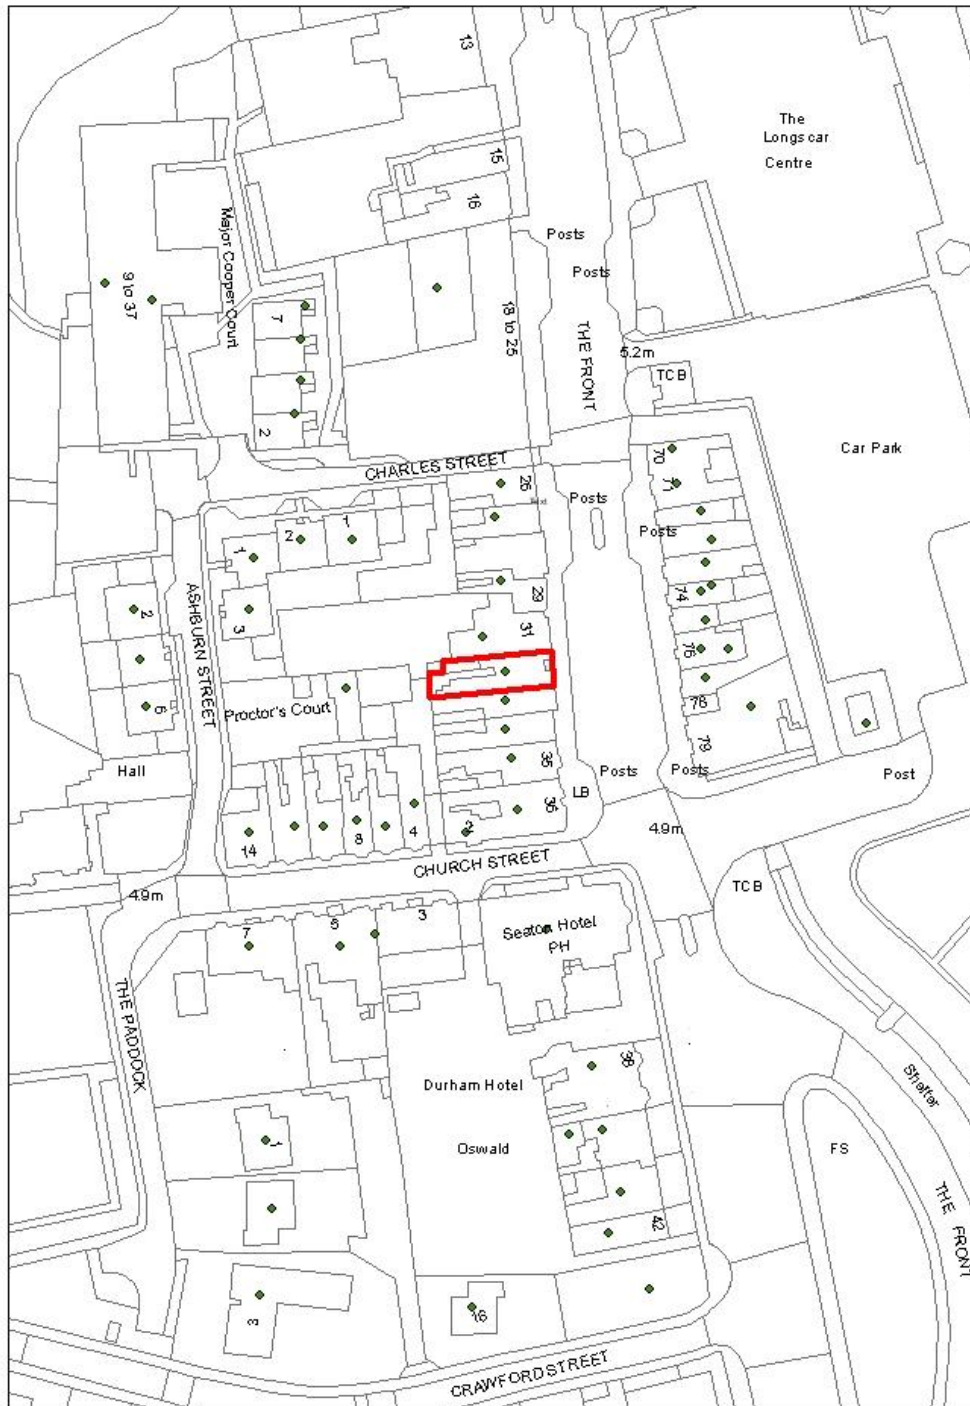 13
The
Longscar
Centre
15
16
Major Cooper Court
Posts
9 to 37
Posts
18 to 25
7
THE FRONT
5.2m
TCB
2
CHARLES STREET
70
Car Park
26
71
Posts
1
2
1
Posts
ASHBURN STREET
29
74
2
3
31
76
6
Proctor's Court
78
79
Hall
35
Posts
Posts
Post
LB
36
14
8
4
2
4.9m
CHURCH STREET
4.9m
TCB
7
5
3
Seaton Hotel
PH
THE PADDOCK
38
Durham Hotel
Shelter
1
Oswald
FS
THE FRONT
42
3
16
CRAWFORD STREET